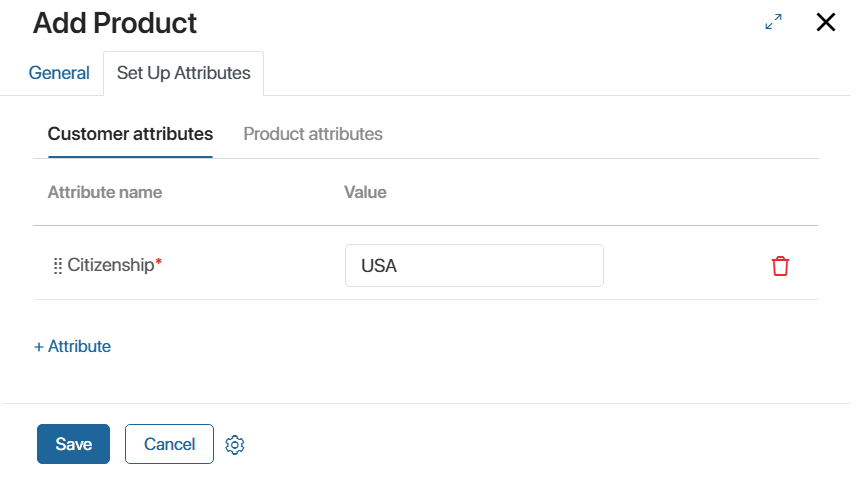 Add Product
General Set Up Attributes
Customer attributes Product attributes
Attribute name Value
Citizenship* USA
+ Attribute
Save Cancel